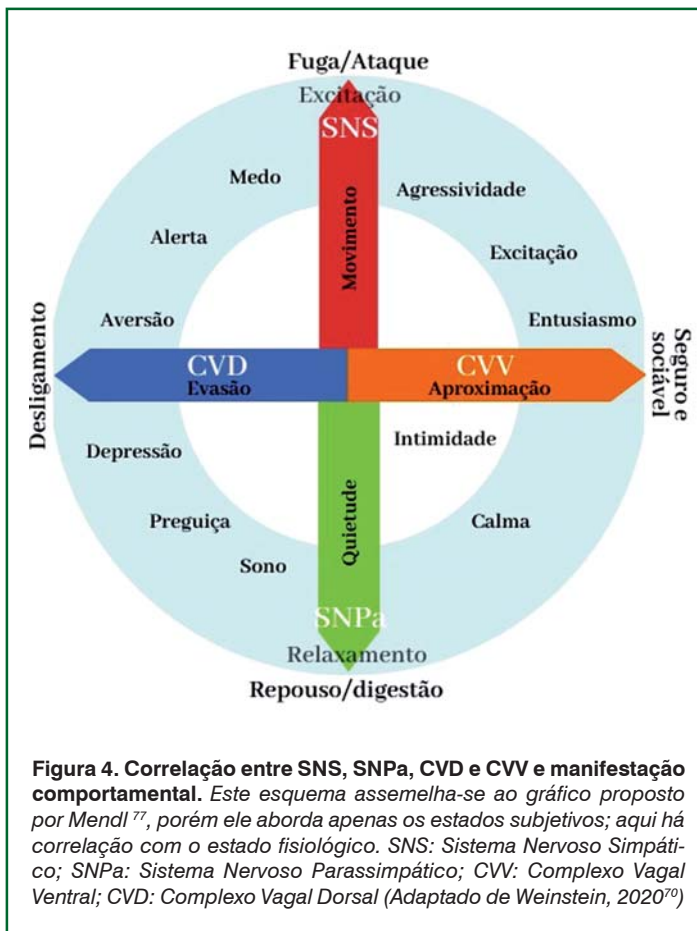 Fuga/Ataque
Excitação
SNS
Movimento
Medo
Agressividade
Alerta
Excitação
Aversão
Entusiasmo
Desligamento
CVD
Evasão
CVV
Aproximação
Seguro e
sociável
Intimidade
Depressão
Quietude
Preguiça
Calma
Sono
SNPa
Relaxamento
Repouso/digestão
Figura 4. Correlação entre SNS, SNPa, CVD e CVV e manifestação
comportamental. Este esquema assemelha-se ao gráfico proposto
por Mendl 77, porém ele aborda apenas os estados subjetivos; aqui há
correlação com o estado fisiológico. SNS: Sistema Nervoso Simpáti-
co; SNPa: Sistema Nervoso Parassimpático; CVV: Complexo Vagal
Ventral; CVD: Complexo Vagal Dorsal (Adaptado de Weinstein, 202070)